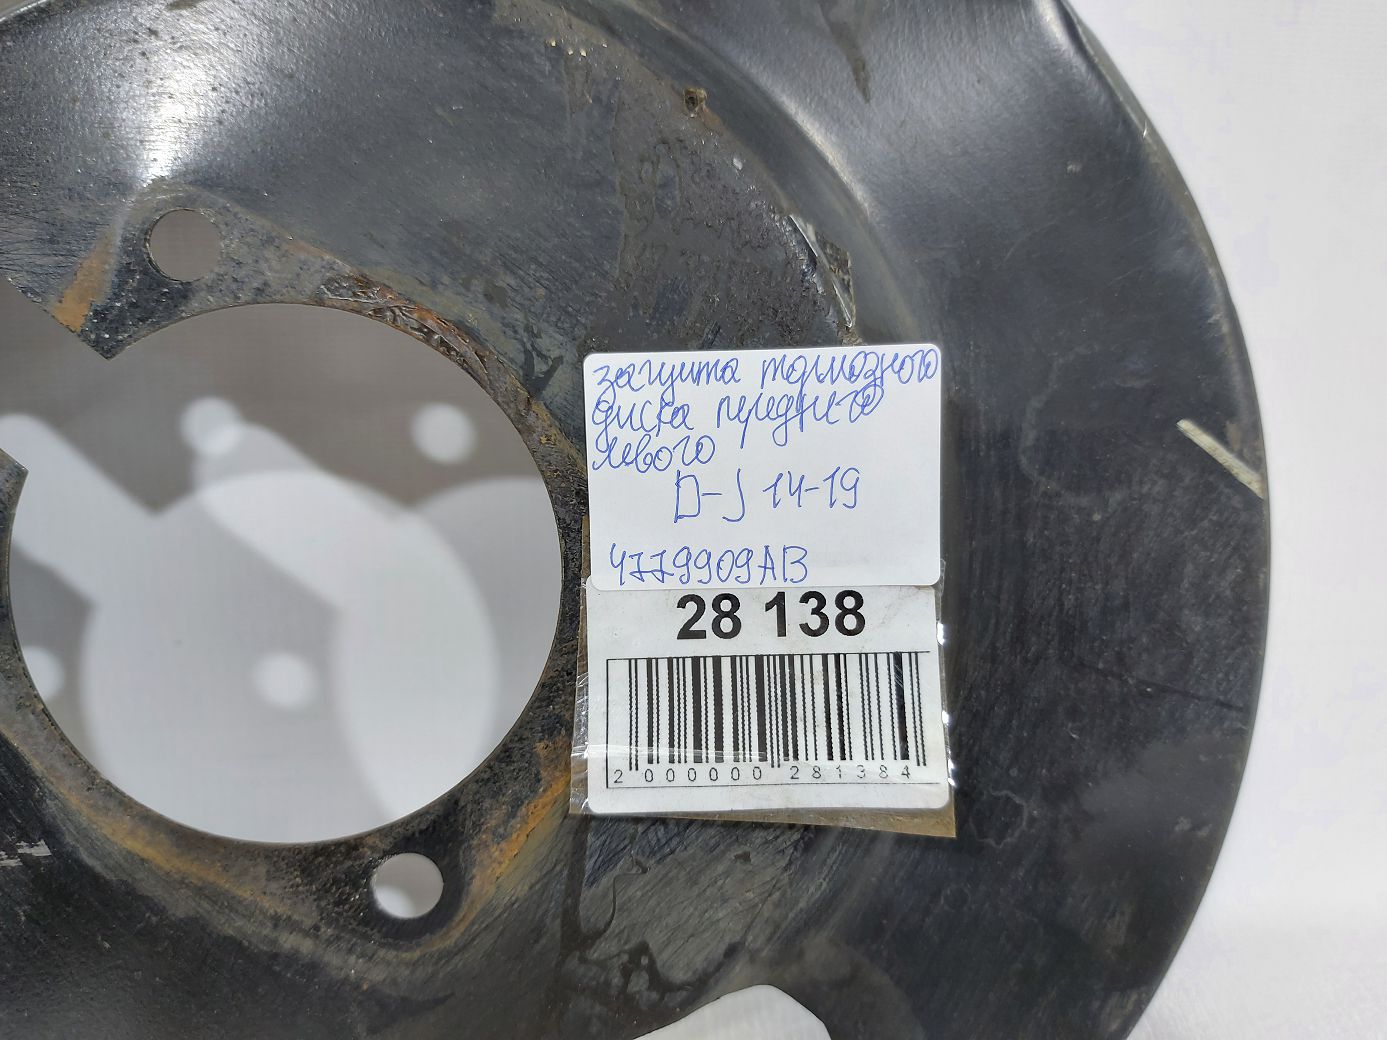 защита тормозного
диска переднего
левого
D-J 14-19
4779909AB
28 138
2 000000 281384